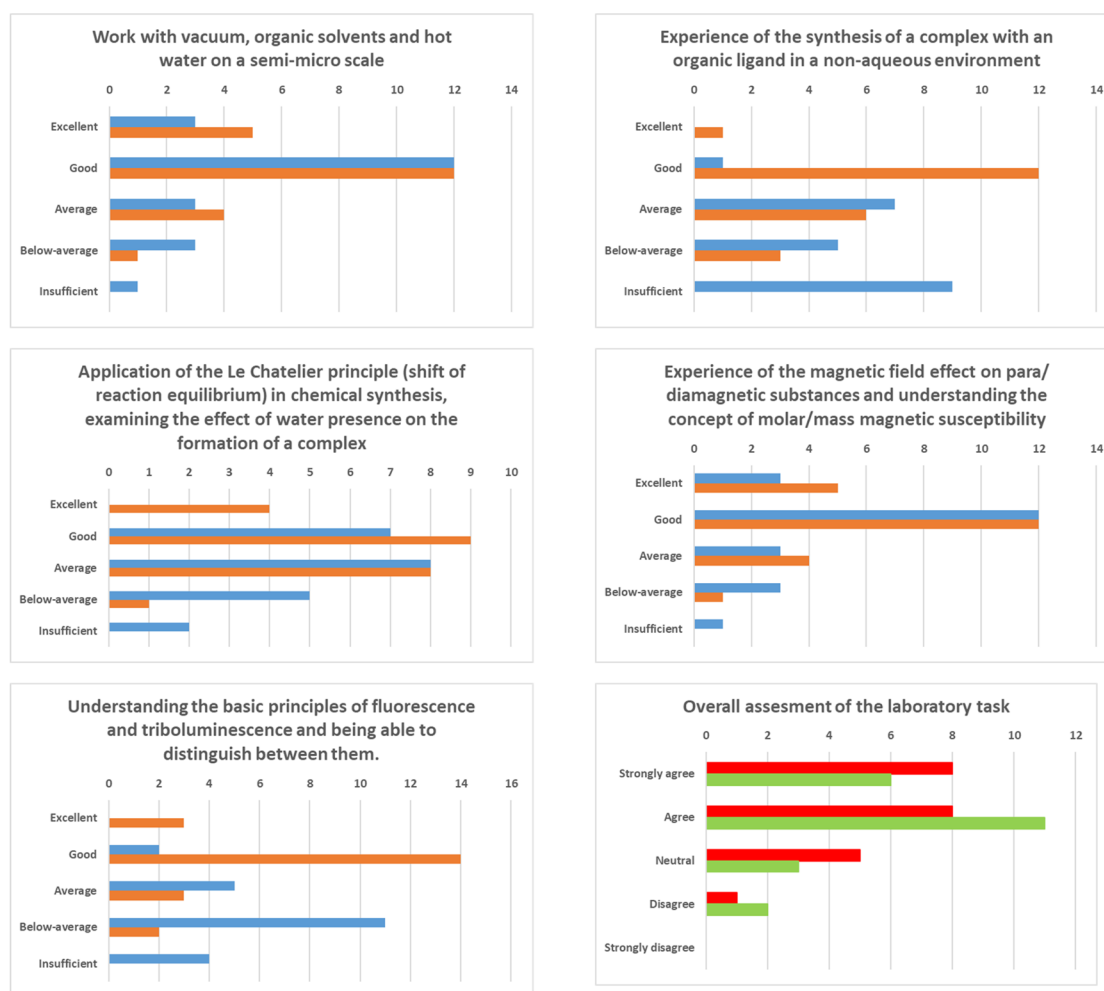 Work with vacuum, organic solvents and hot
water on a semi-micro scale
0 2 4 6 8 10 12 14
Excellent
Good
Average
Below-average
Insufficient
Experience of the synthesis of a complex with an
organic ligand in a non-aqueous environment
0 2 4 6 8 10 12 14
Excellent
Good
Average
Below-average
Insufficient
Application of the Le Chatelier principle (shift of
reaction equilibrium) in chemical synthesis,
examining the effect of water presence on the
formation of a complex
0 1 2 3 4 5 6 7 8 9 10
Excellent
Good
Average
Below-average
Insufficient
Experience of the magnetic field effect on para/
diamagnetic substances and understanding the
concept of molar/mass magnetic susceptibility
0 2 4 6 8 10 12 14
Excellent
Good
Average
Below-average
Insufficient
Understanding the basic principles of fluorescence
and triboluminescence and being able to
distinguish between them.
0 2 4 6 8 10 12 14 16
Excellent
Good
Average
Below-average
Insufficient
Overall assesment of the laboratory task
0 2 4 6 8 10 12
Strongly agree
Agree
Neutral
Disagree
Strongly disagree